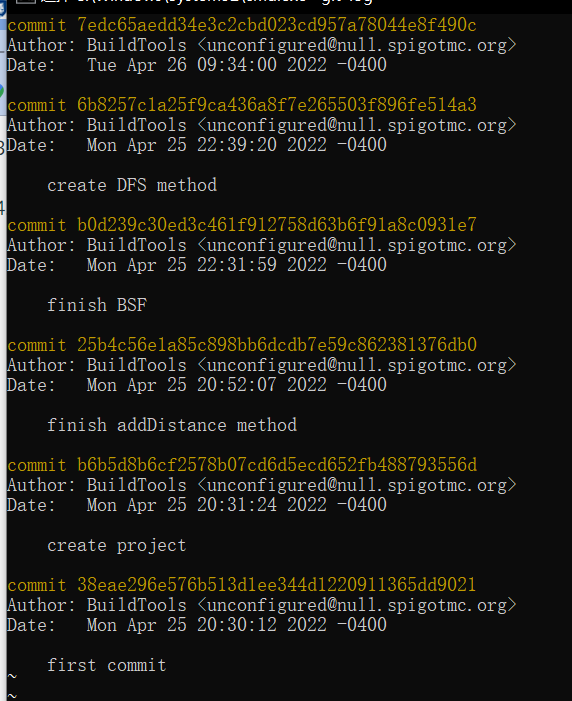 commit 7edc65aedd34e3c2cbd023cd957a78044e8f490c
Author: BuildTools <unconfigured@null.spigotmc.org>
Date:   Tue Apr 26 09:34:00 2022 -0400
commit 6b8257c1a25f9ca436a8f7e265503f896fe514a3
Author: BuildTools <unconfigured@null.spigotmc.org>
Date:   Mon Apr 25 22:39:20 2022 -0400
create DFS method
commit b0d239c30ed3c461f912758d63b6f91a8c0931e7
Author: BuildTools <unconfigured@null.spigotmc.org>
Date:   Mon Apr 25 22:31:59 2022 -0400
finish BSF
commit 25b4c56e1a85c898bb6dcdb7e59c862381376db0
Author: BuildTools <unconfigured@null.spigotmc.org>
Date:   Mon Apr 25 20:52:07 2022 -0400
finish addDistance method
commit b6b5d8b6cf2578b07cd6d5ecd652fb488793556d
Author: BuildTools <unconfigured@null.spigotmc.org>
Date:   Mon Apr 25 20:31:24 2022 -0400
create project
commit 38eae296e576b513d1ee344d1220911365dd9021
Author: BuildTools <unconfigured@null.spigotmc.org>
Date:   Mon Apr 25 20:30:12 2022 -0400
first commit
~
~